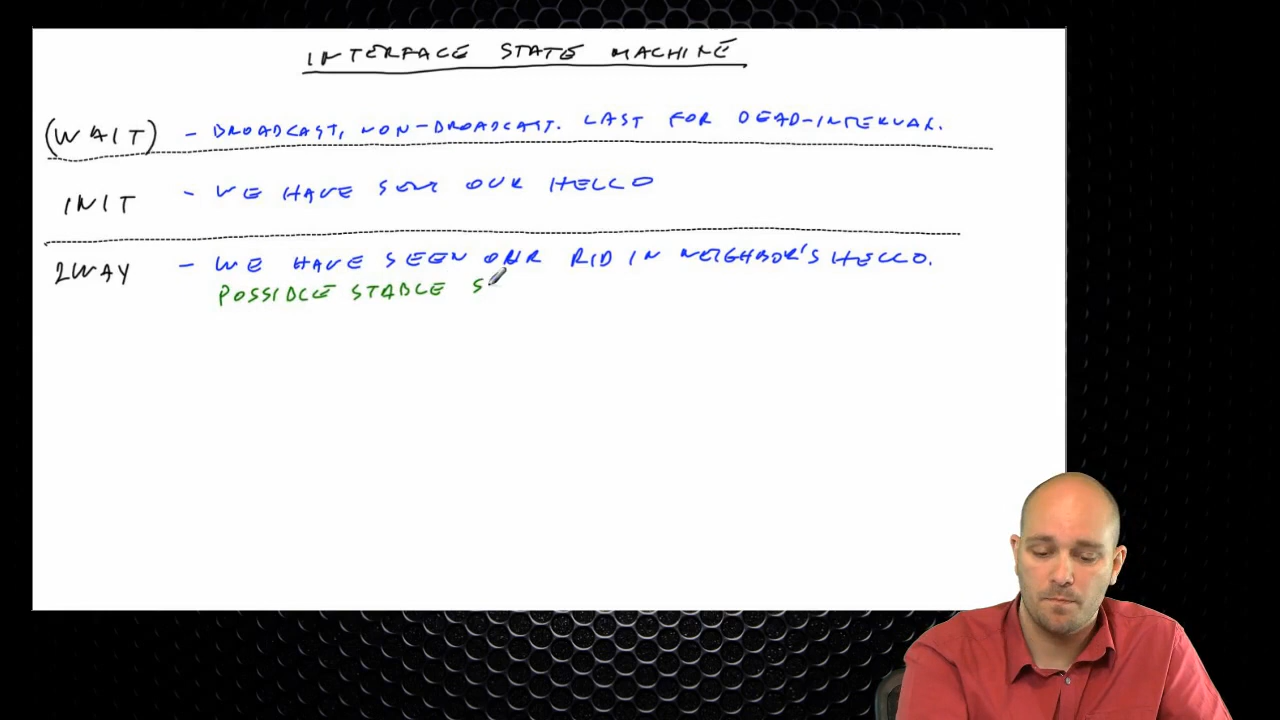 INTERFACE STATE MACHINE
(WAIT) - BROADCAST, NON-BROADCAST. LAST FOR DEAD-INTERVAL.
INIT - WE HAVE SENT OUR HELLO
2WAY - WE HAVE SEEN OUR RID IN NEIGHBOR'S HELLO.
POSSIBLE STABLE S